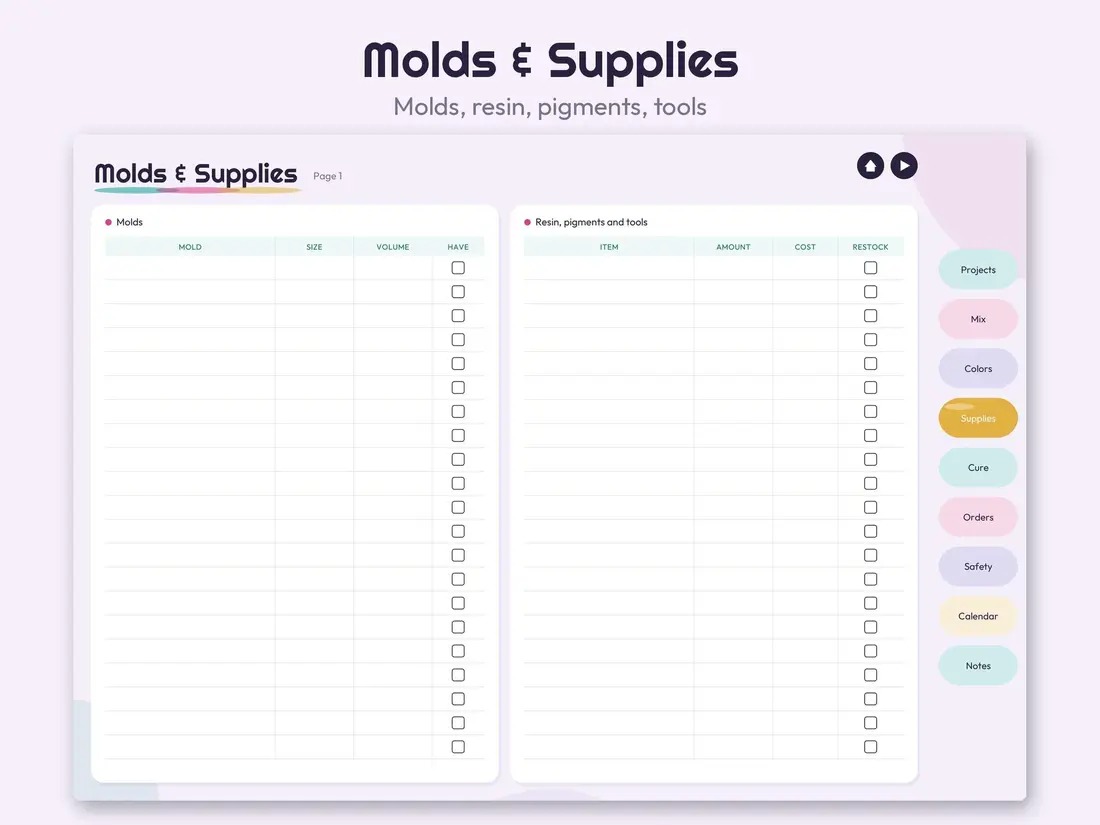 Molds & Supplies
Molds, resin, pigments, tools
Molds & Supplies Page 1
Molds
MOLD SIZE VOLUME HAVE
Resin, pigments and tools
ITEM AMOUNT COST RESTOCK
Projects
Mix
Colors
Supplies
Cure
Orders
Safety
Calendar
Notes